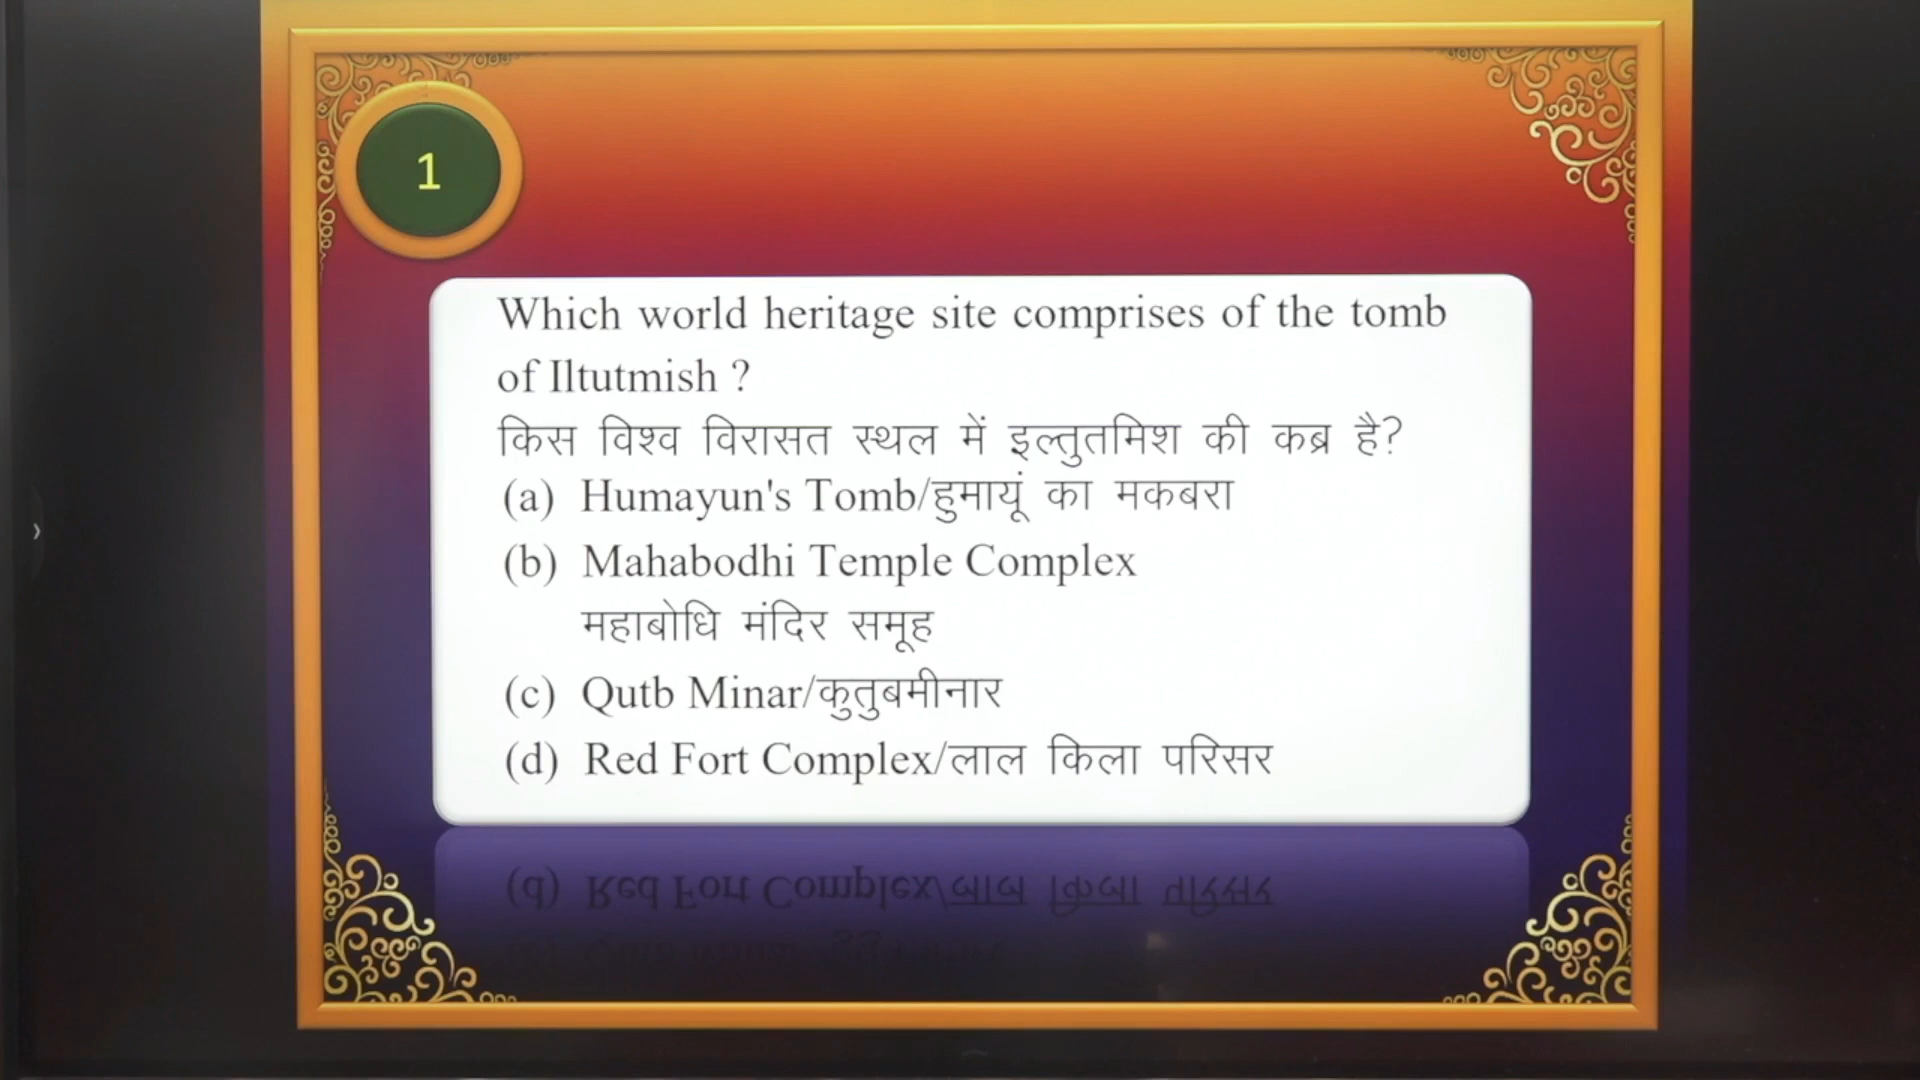 1
Which world heritage site comprises of the tomb
of Iltutmish ?
किस विश्व विरासत स्थल में इल्तुतमिश की कब्र है?
(a) Humayun's Tomb/हुमायूं का मकबरा
(b) Mahabodhi Temple Complex
महाबोधि मंदिर समूह
(c) Qutb Minar/कुतुबमीनार
(d) Red Fort Complex/लाल किला परिसर